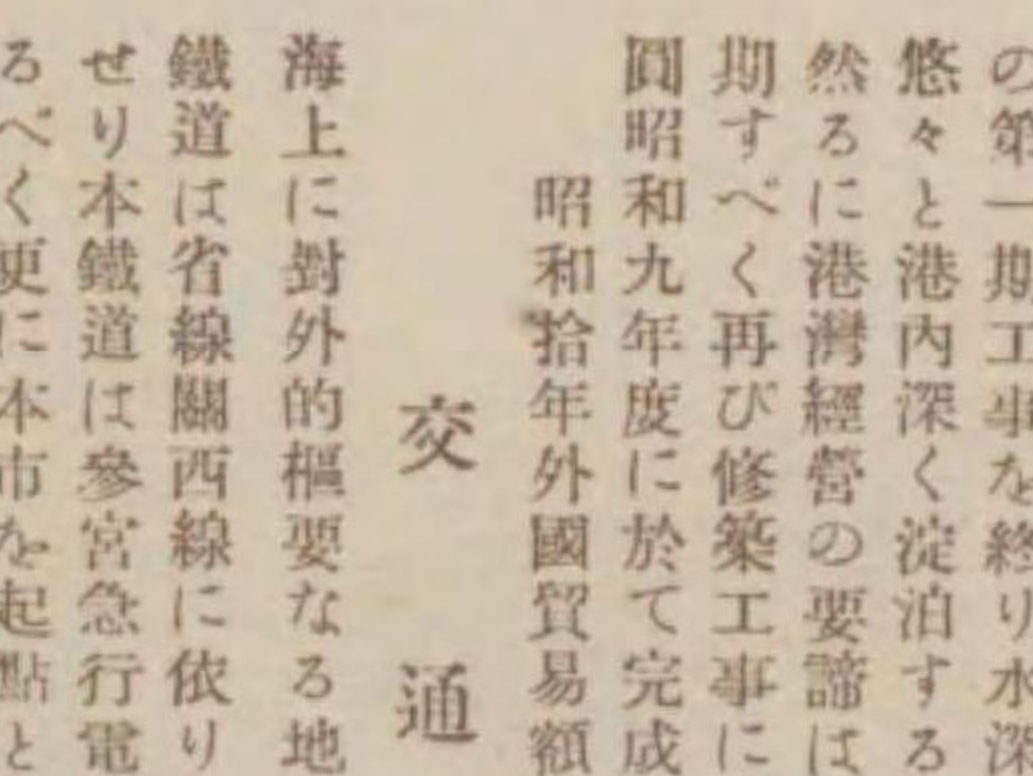 の第一期工事を終り水深
悠々と港內深く淀泊する
然るに港灣經營の要諦は
期すべく再び修築工事に
圓昭和九年度に於て完成
昭和拾年外國貿易額
交通
海上に對外的樞要なる地
鐵道は省線關西線に依り
せり本鐵道は參宮急行電
るべく更に本市を起點と